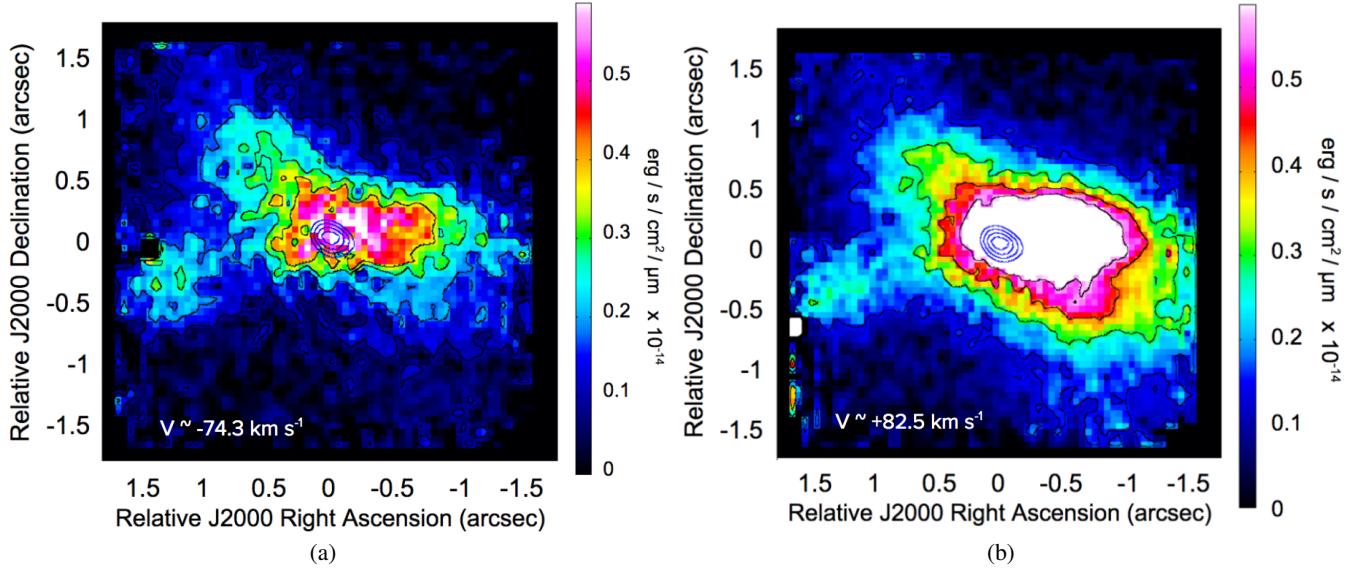 Relative J2000 Declination (arcsec)
1.5
1
0.5
0
-0.5
-1
-1.5
V ~ -74.3 km s⁻¹
1.5 1 0.5 0 -0.5 -1 -1.5
Relative J2000 Right Ascension (arcsec)
0.5
0.4
0.3
0.2
0.1
0
erg / s / cm² / μm x 10⁻¹⁴
(a)
Relative J2000 Declination (arcsec)
1.5
1
0.5
0
-0.5
-1
-1.5
V ~ +82.5 km s⁻¹
1.5 1 0.5 0 -0.5 -1 -1.5
Relative J2000 Right Ascension (arcsec)
0.5
0.4
0.3
0.2
0.1
0
erg / s / cm² / μm x 10⁻¹⁴
(b)